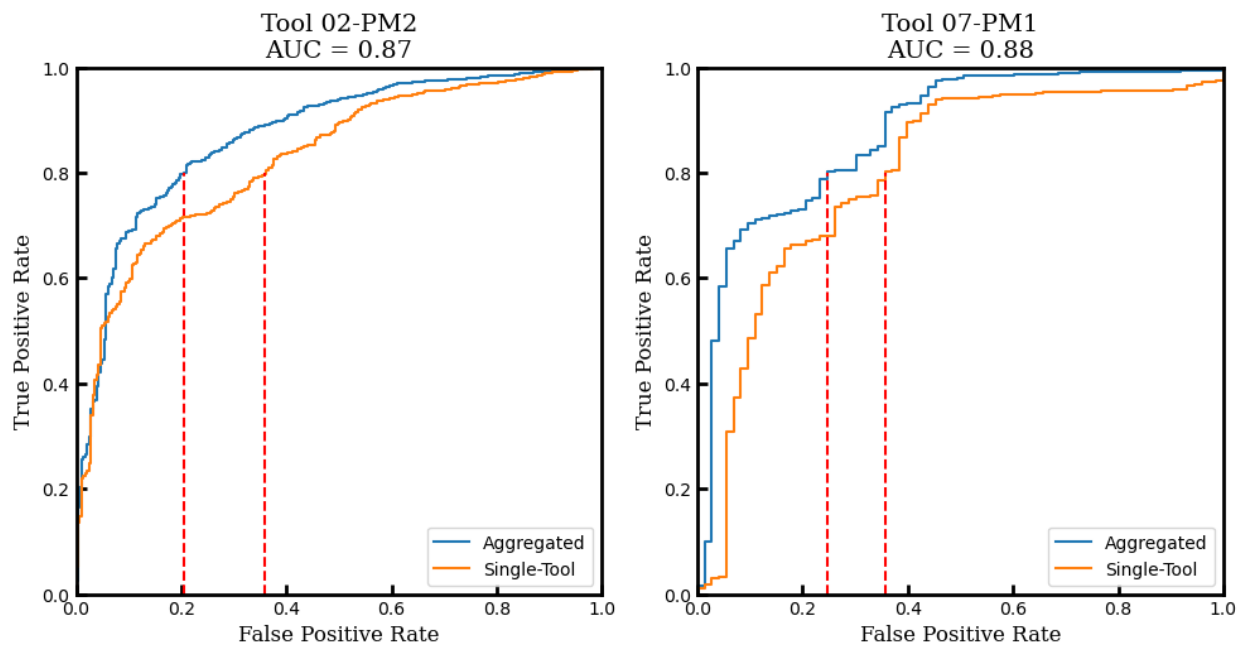 Tool 02-PM2
AUC = 0.87
1.0
0.8
0.6
0.4
0.2
0.0
True Positive Rate
0.0 0.2 0.4 0.6 0.8 1.0
False Positive Rate
Aggregated
Single-Tool
Tool 07-PM1
AUC = 0.88
1.0
0.8
0.6
0.4
0.2
0.0
True Positive Rate
0.0 0.2 0.4 0.6 0.8 1.0
False Positive Rate
Aggregated
Single-Tool